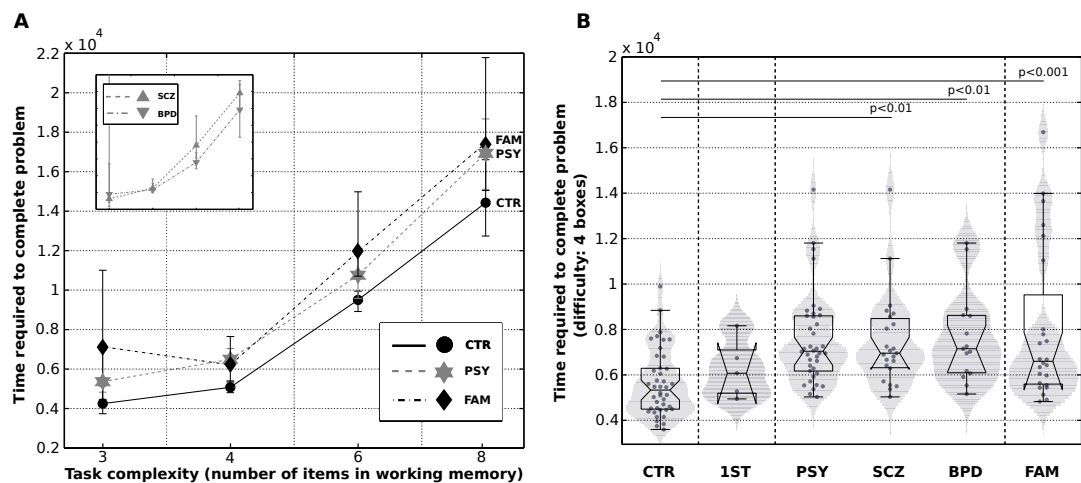 A
x 10^4
2.2
2
1.8
1.6
1.4
1.2
1
0.8
0.6
0.4
0.2
3
4
6
8
Time required to complete problem
Task complexity (number of items in working memory)
SCZ
BPD
FAM
PSY
CTR
CTR
PSY
FAM
B
x 10^4
2
1.8
1.6
1.4
1.2
1
0.8
0.6
0.4
Time required to complete problem
(difficulty: 4 boxes)
p<0.001
p<0.01
p<0.01
CTR 1ST PSY SCZ BPD FAM